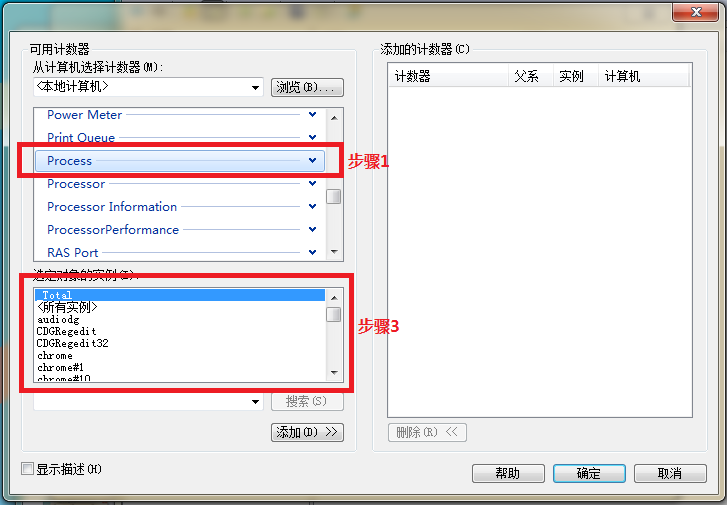 可用计数器
从计算机选择计数器(M):
<本地计算机>
浏览(B)...
Power Meter
Print Queue
Process
步骤1
Processor
Processor Information
ProcessorPerformance
RAS Port
选定对象的实例(I):
_Total
<所有实例>
audiodg
CDGRegedit
CDGRegedit32
步骤3
chrome
chrome#1
chrome#10
搜索(S)
添加(D) >>
添加的计数器(C)
计数器 父系 实例 计算机
删除(R) <<
显示描述(H)
帮助 确定 取消